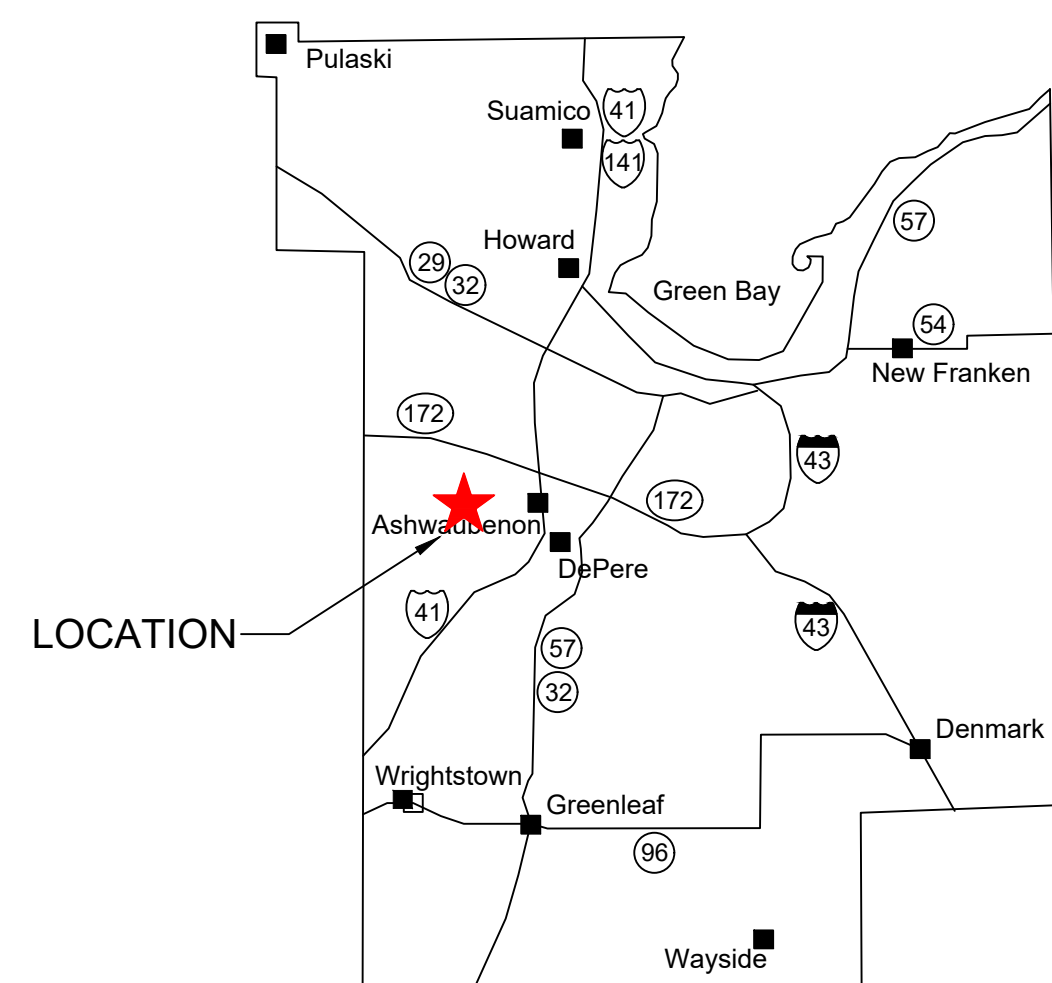 Pulaski
Suamico
41
141
57
Howard
29
32
Green Bay
54
New Franken
172
43
172
Ashwaubenon
DePere
41
43
LOCATION
57
32
Denmark
Wrightstown
Greenleaf
96
Wayside